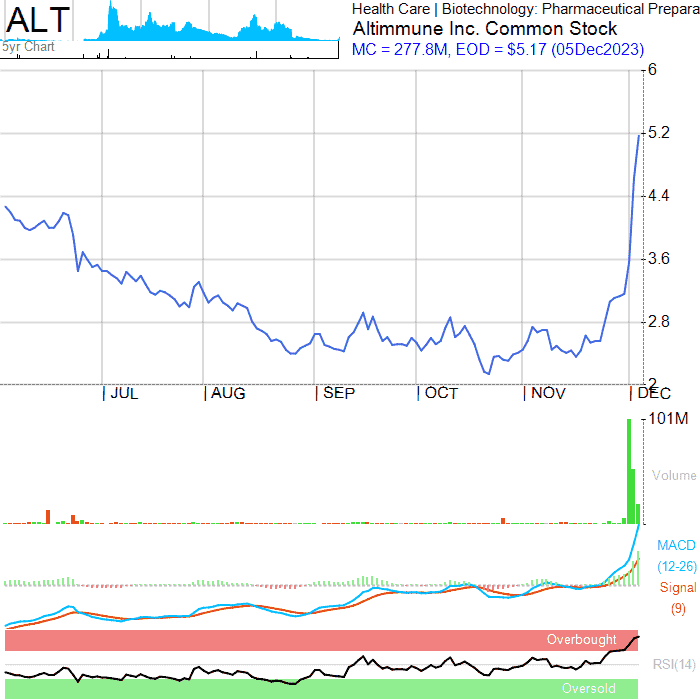 ALT
5yr Chart
Health Care | Biotechnology: Pharmaceutical Prepara
Altimmune Inc. Common Stock
MC = 277.8M, EOD = $5.17 (05Dec2023)
6
5.2
4.4
3.6
2.8
2
JUL AUG SEP OCT NOV DEC
101M
Volume
MACD
(12-26)
Signal
(9)
Overbought
RSI(14)
Oversold